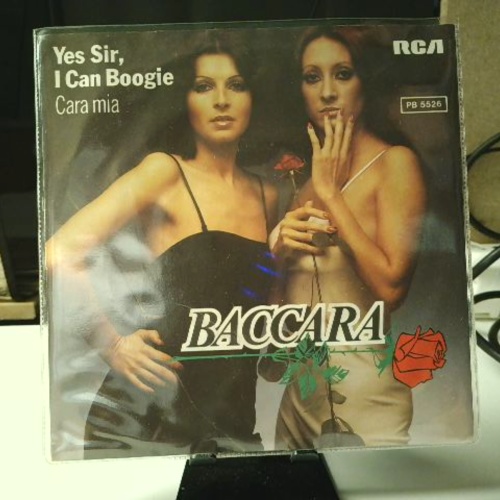 Yes Sir,
I Can Boogie
Cara mia
RCA
PB 5526
BACCARA